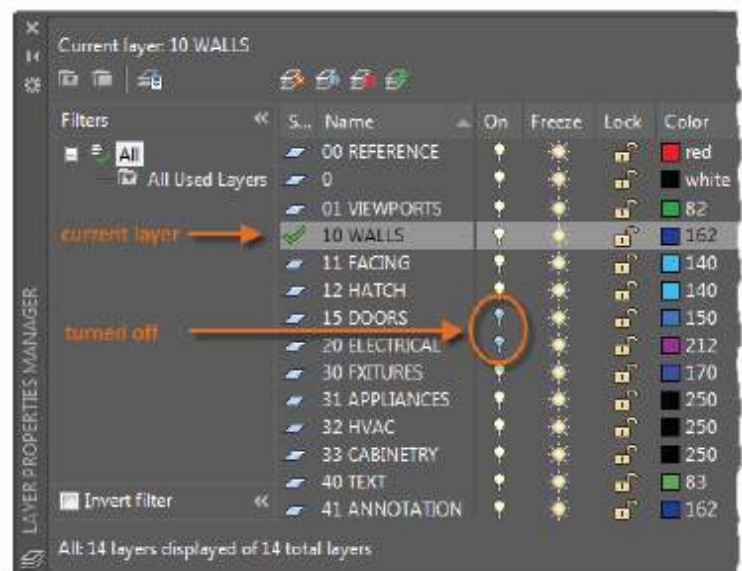 Current layer: 10 WALLS
Filters « S... Name On Freeze Lock Color
All 00 REFERENCE red
All Used Layers 0 white
01 VIEWPORTS 82
current layer 10 WALLS 162
11 FACING 140
12 HATCH 140
15 DOORS 150
turned off 20 ELECTRICAL 212
30 FXITURES 170
31 APPLIANCES 250
32 HVAC 250
33 CABINETRY 250
40 TEXT 83
Invert filter « 41 ANNOTATION 162
All: 14 layers displayed of 14 total layers
LAYER PROPERTIES MANAGER